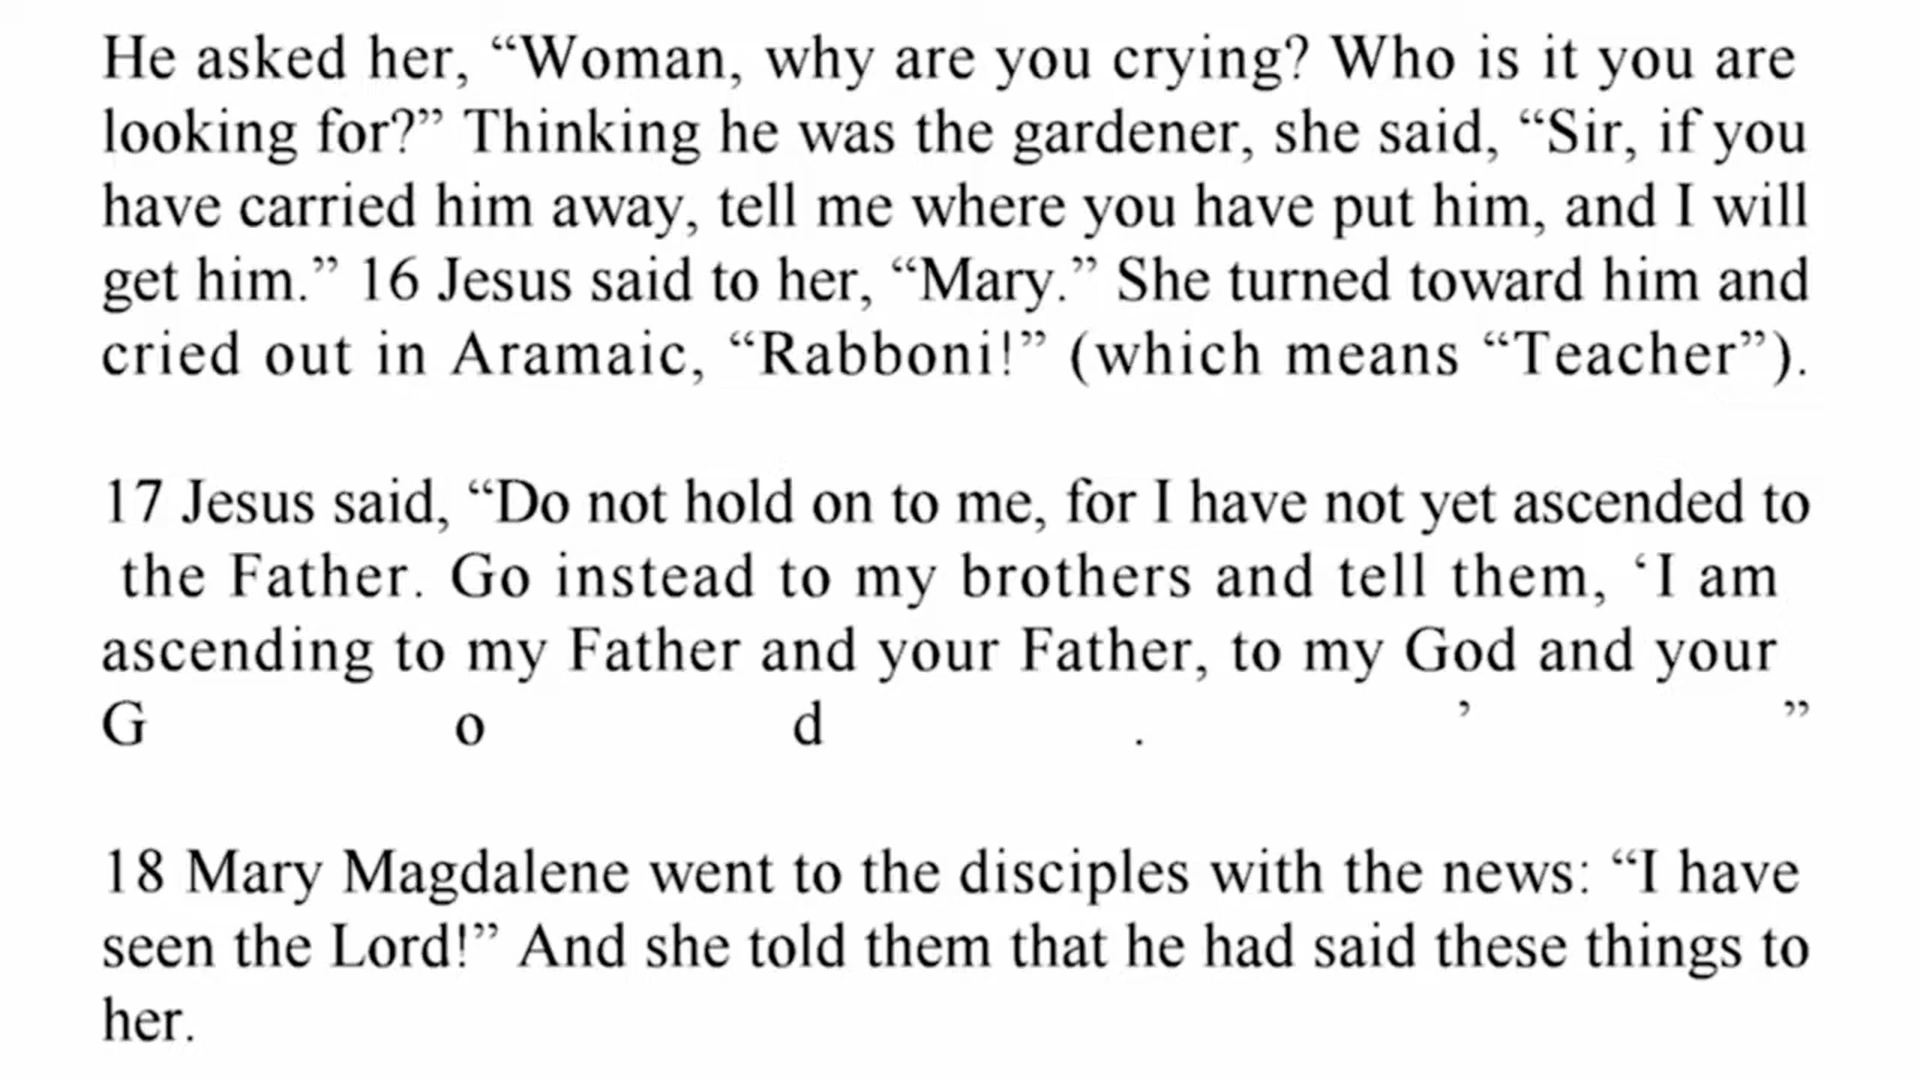 He asked her, “Woman, why are you crying? Who is it you are
looking for?” Thinking he was the gardener, she said, “Sir, if you
have carried him away, tell me where you have put him, and I will
get him.” 16 Jesus said to her, “Mary.” She turned toward him and
cried out in Aramaic, “Rabboni!” (which means “Teacher”).
17 Jesus said, “Do not hold on to me, for I have not yet ascended to
the Father. Go instead to my brothers and tell them, ‘I am
ascending to my Father and your Father, to my God and your
G o d . ’ ”
18 Mary Magdalene went to the disciples with the news: “I have
seen the Lord!” And she told them that he had said these things to
her.